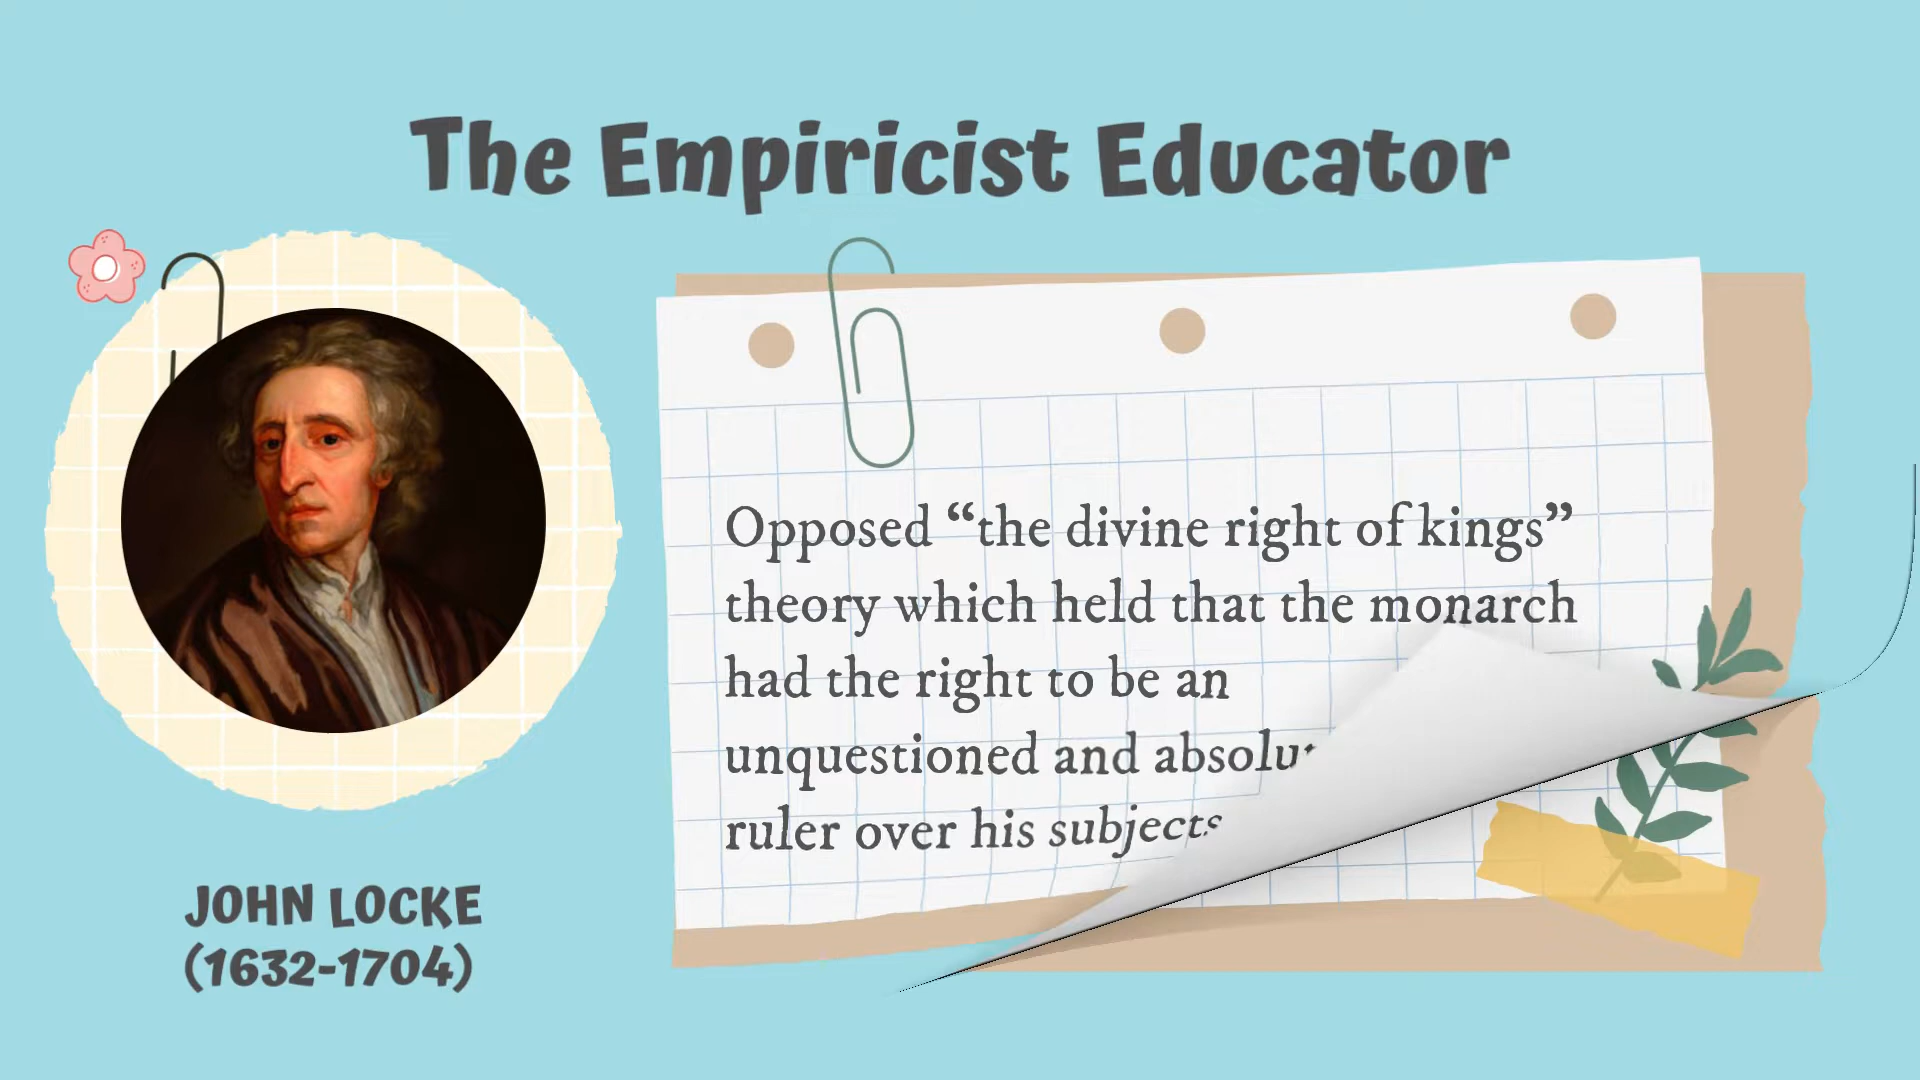 The Empiricist Educator
Opposed “the divine right of kings”
theory which held that the monarch
had the right to be an
unquestioned and
ruler over his subjects
JOHN LOCKE
(1632-1704)